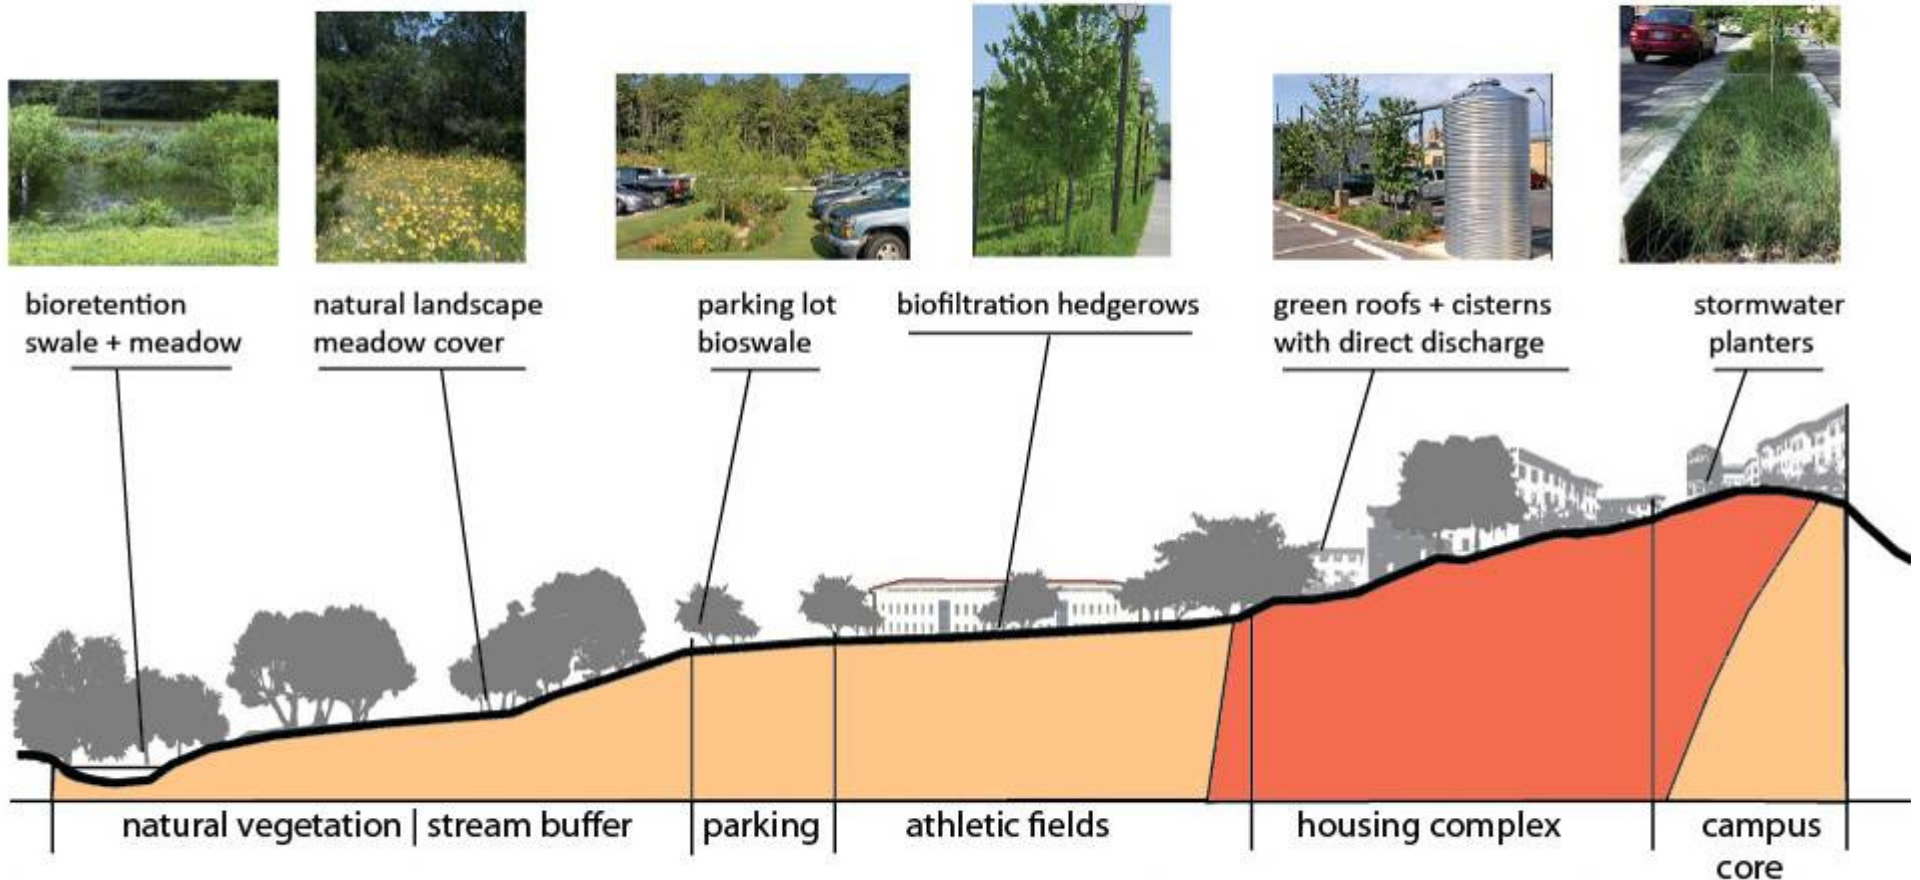 bioretention
swale + meadow
natural landscape
meadow cover
parking lot
bioswale
biofiltration hedgerows
green roofs + cisterns
with direct discharge
stormwater
planters
natural vegetation | stream buffer
parking
athletic fields
housing complex
campus
core